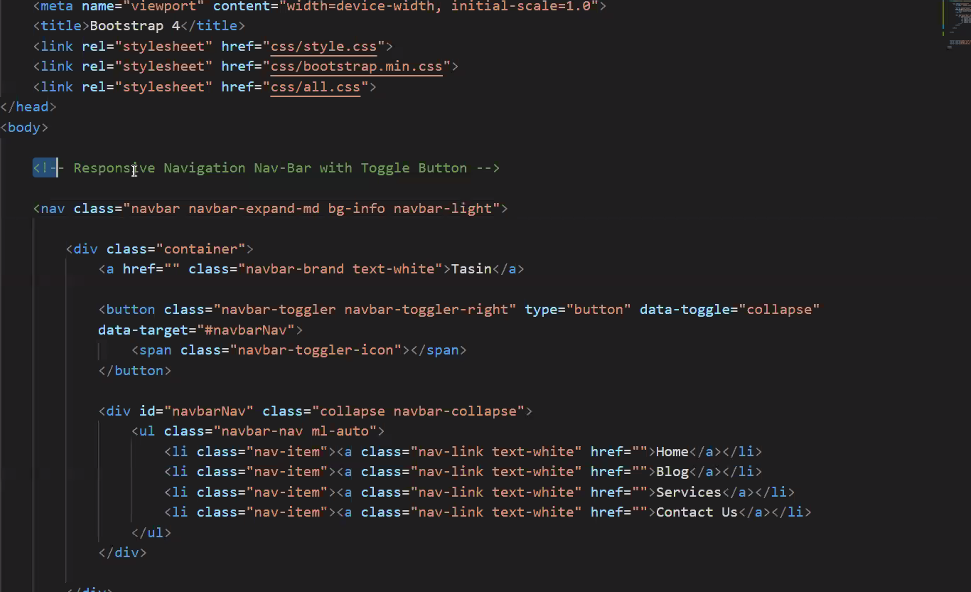 <meta name="viewport" content="width=device-width, initial-scale=1.0">
<title>Bootstrap 4</title>
<link rel="stylesheet" href="css/style.css">
<link rel="stylesheet" href="css/bootstrap.min.css">
<link rel="stylesheet" href="css/all.css">
</head>
<body>
<!-- Responsive Navigation Nav-Bar with Toggle Button -->
<nav class="navbar navbar-expand-md bg-info navbar-light">
<div class="container">
<a href="" class="navbar-brand text-white">Tasin</a>
<button class="navbar-toggler navbar-toggler-right" type="button" data-toggle="collapse"
data-target="#navbarNav">
<span class="navbar-toggler-icon"></span>
</button>
<div id="navbarNav" class="collapse navbar-collapse">
<ul class="navbar-nav ml-auto">
<li class="nav-item"><a class="nav-link text-white" href="">Home</a></li>
<li class="nav-item"><a class="nav-link text-white" href="">Blog</a></li>
<li class="nav-item"><a class="nav-link text-white" href="">Services</a></li>
<li class="nav-item"><a class="nav-link text-white" href="">Contact Us</a></li>
</ul>
</div>
</div>